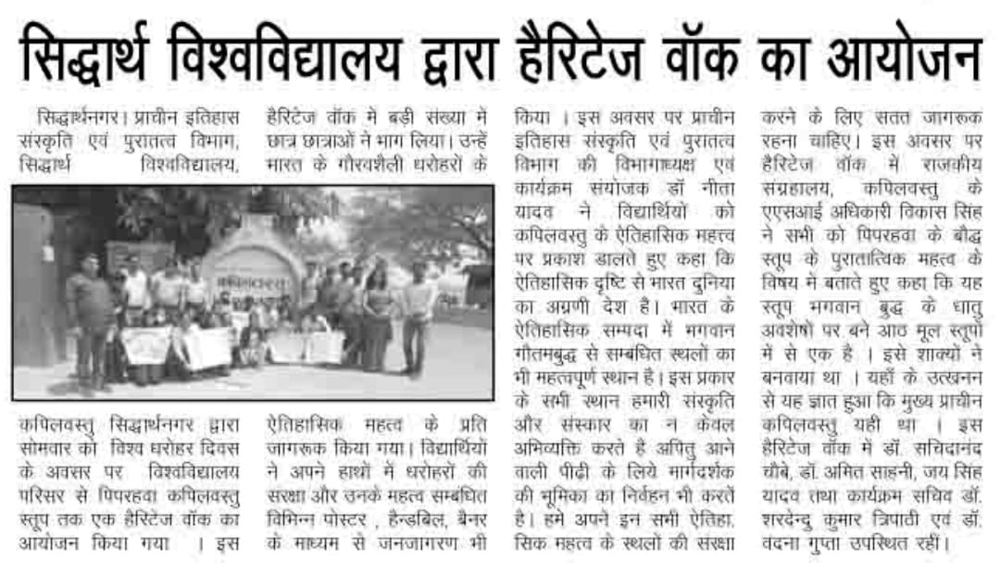 सिद्धार्थ विश्वविद्यालय द्वारा हैरिटेज वॉक का आयोजन
सिद्धार्थनगर। प्राचीन इतिहास
संस्कृति एवं पुरातत्व विभाग,
सिद्धार्थ विश्वविद्यालय,
कपिलवस्तु सिद्धार्थनगर द्वारा
सोमवार को विश्व धरोहर दिवस
के अवसर पर विश्वविद्यालय
परिसर से पिपरहवा कपिलवस्तु
स्तूप तक एक हैरिटेज वॉक का
आयोजन किया गया । इस
हैरिटेज वॉक में बड़ी संख्या में
छात्र छात्राओं ने भाग लिया। उन्हें
भारत के गौरवशैली धरोहरों के
ऐतिहासिक महत्व के प्रति
जागरूक किया गया। विद्यार्थियों
ने अपने हाथों में धरोहरों की
सरक्षा और उनके महत्व सम्बंधित
विभिन्न पोस्टर , हैन्डबिल, बैनर
के माध्यम से जनजागरण भी
किया । इस अवसर पर प्राचीन
इतिहास संस्कृति एवं पुरातत्व
विभाग की विभागाध्यक्ष एवं
कार्यक्रम संयोजक डॉ नीता
यादव ने विद्यार्थियों को
कपिलवस्तु के ऐतिहासिक महत्त्व
पर प्रकाश डालते हुए कहा कि
ऐतिहासिक दृष्टि से भारत दुनिया
का अग्रणी देश है। भारत के
ऐतिहासिक सम्पदा में भगवान
गौतमबुद्ध से सम्बंधित स्थलों का
भी महत्वपूर्ण स्थान है। इस प्रकार
के सभी स्थान हमारी संस्कृति
और संस्कार का न केवल
अभिव्यक्ति करते है अपितु आने
वाली पीढ़ी के लिये मार्गदर्शक
की भूमिका का निर्वहन भी करते
है। हमे अपने इन सभी ऐतिहा.
सिक महत्व के स्थलों की संरक्षा
करने के लिए सतत जागरूक
रहना चाहिए। इस अवसर पर
हैरिटेज वॉक में राजकीय
संग्रहालय, कपिलवस्तु के
एएसआई अधिकारी विकास सिंह
ने सभी को पिपरहवा के बौद्ध
स्तूप के पुरातात्विक महत्व के
विषय में बताते हुए कहा कि यह
स्तूप भगवान बुद्ध के धातु
अवशेषों पर बने आठ मूल स्तूपों
में से एक है । इसे शाक्यों ने
बनवाया था । यहाँ के उत्खनन
से यह ज्ञात हुआ कि मुख्य प्राचीन
कपिलवस्तु यही था । इस
हैरिटेज वॉक में डॉ. सचिदानंद
चौबे, डॉ. अमित साहनी, जय सिंह
यादव तथा कार्यक्रम सचिव डॉ.
शरदेन्दु कुमार त्रिपाठी एवं डॉ.
वंदना गुप्ता उपस्थित रहीं।
कपिलवस्तु